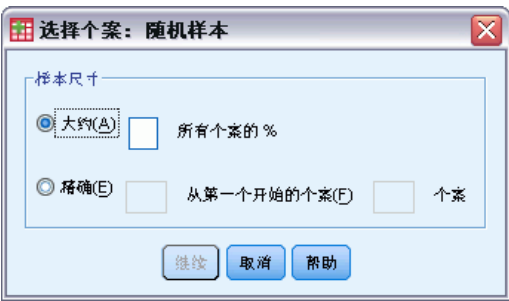 选择个案：随机样本
样本尺寸
大约(A) 所有个案的 %
精确(E) 从第一个开始的个案(F) 个案
继续 取消 帮助